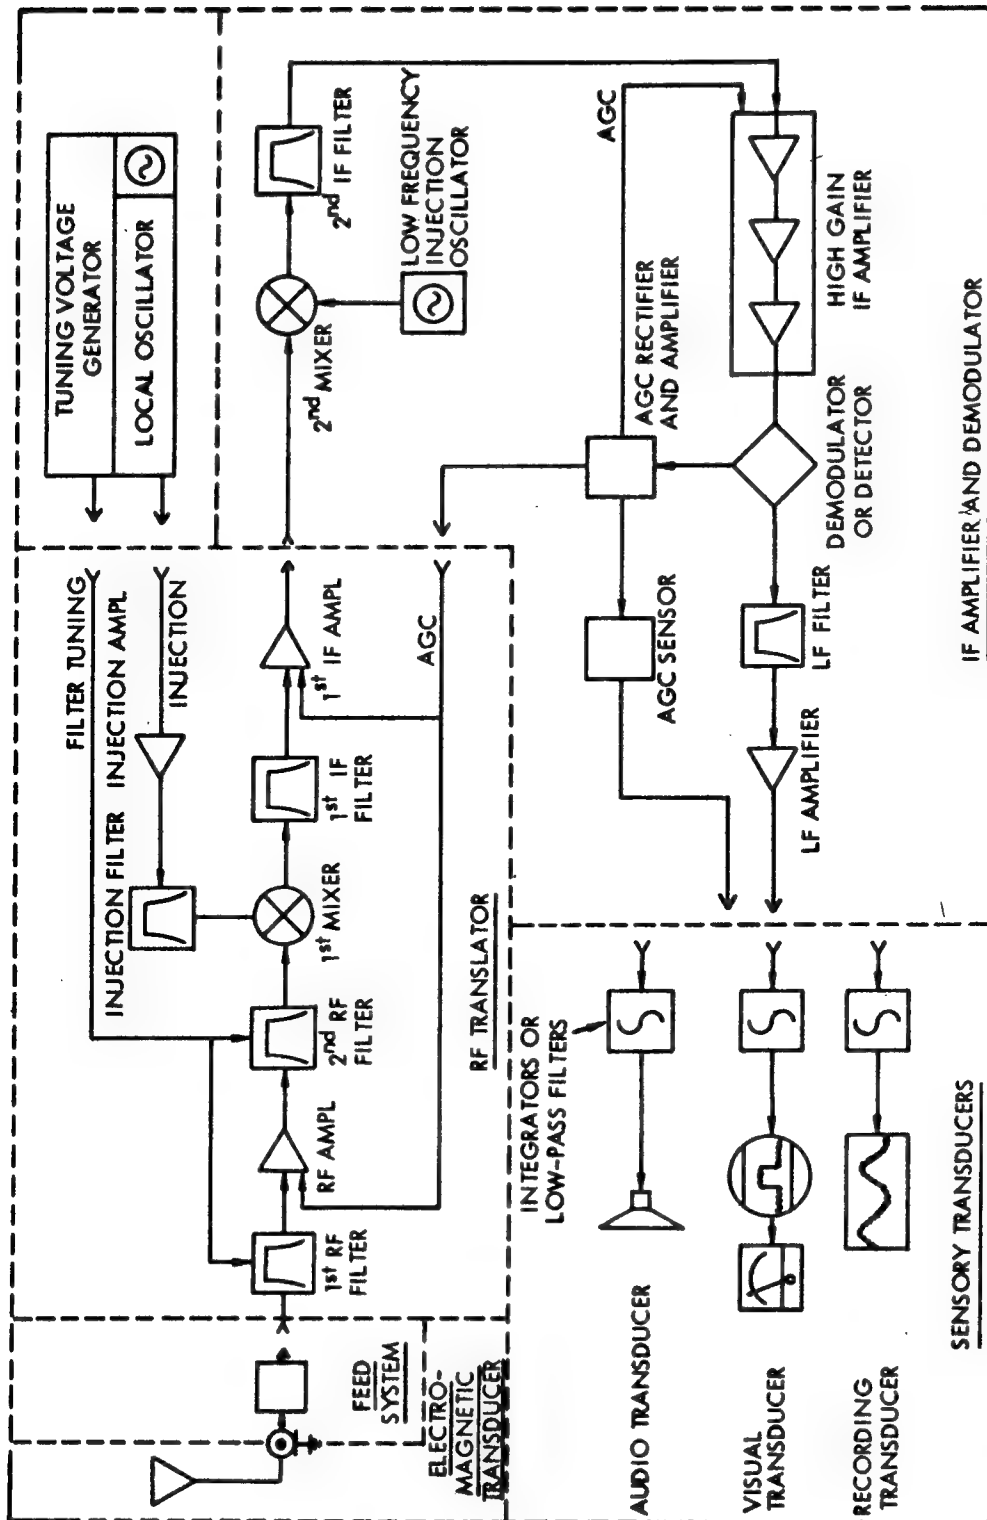 TUNING VOLTAGE
GENERATOR
LOCAL OSCILLATOR
FILTER TUNING
INJECTION FILTER
INJECTION AMPL
INJECTION
1st RF
FILTER
RF AMPL
2nd RF
FILTER
1st MIXER
1st IF
FILTER
1st IF AMPL
AGC
RF TRANSLATOR
2nd MIXER
2nd IF FILTER
LOW FREQUENCY
INJECTION
OSCILLATOR
FEED
SYSTEM
ELECTRO-
MAGNETIC
TRANSDUCER
AGC
AGC RECTIFIER
AND AMPLIFIER
HIGH GAIN
IF AMPLIFIER
DEMODULATOR
OR DETECTOR
AGC SENSOR
LF FILTER
LF AMPLIFIER
IF AMPLIFIER AND DEMODULATOR
INTEGRATORS OR
LOW-PASS FILTERS
AUDIO TRANSDUCER
VISUAL
TRANSDUCER
RECORDING
TRANSDUCER
SENSORY TRANSDUCERS